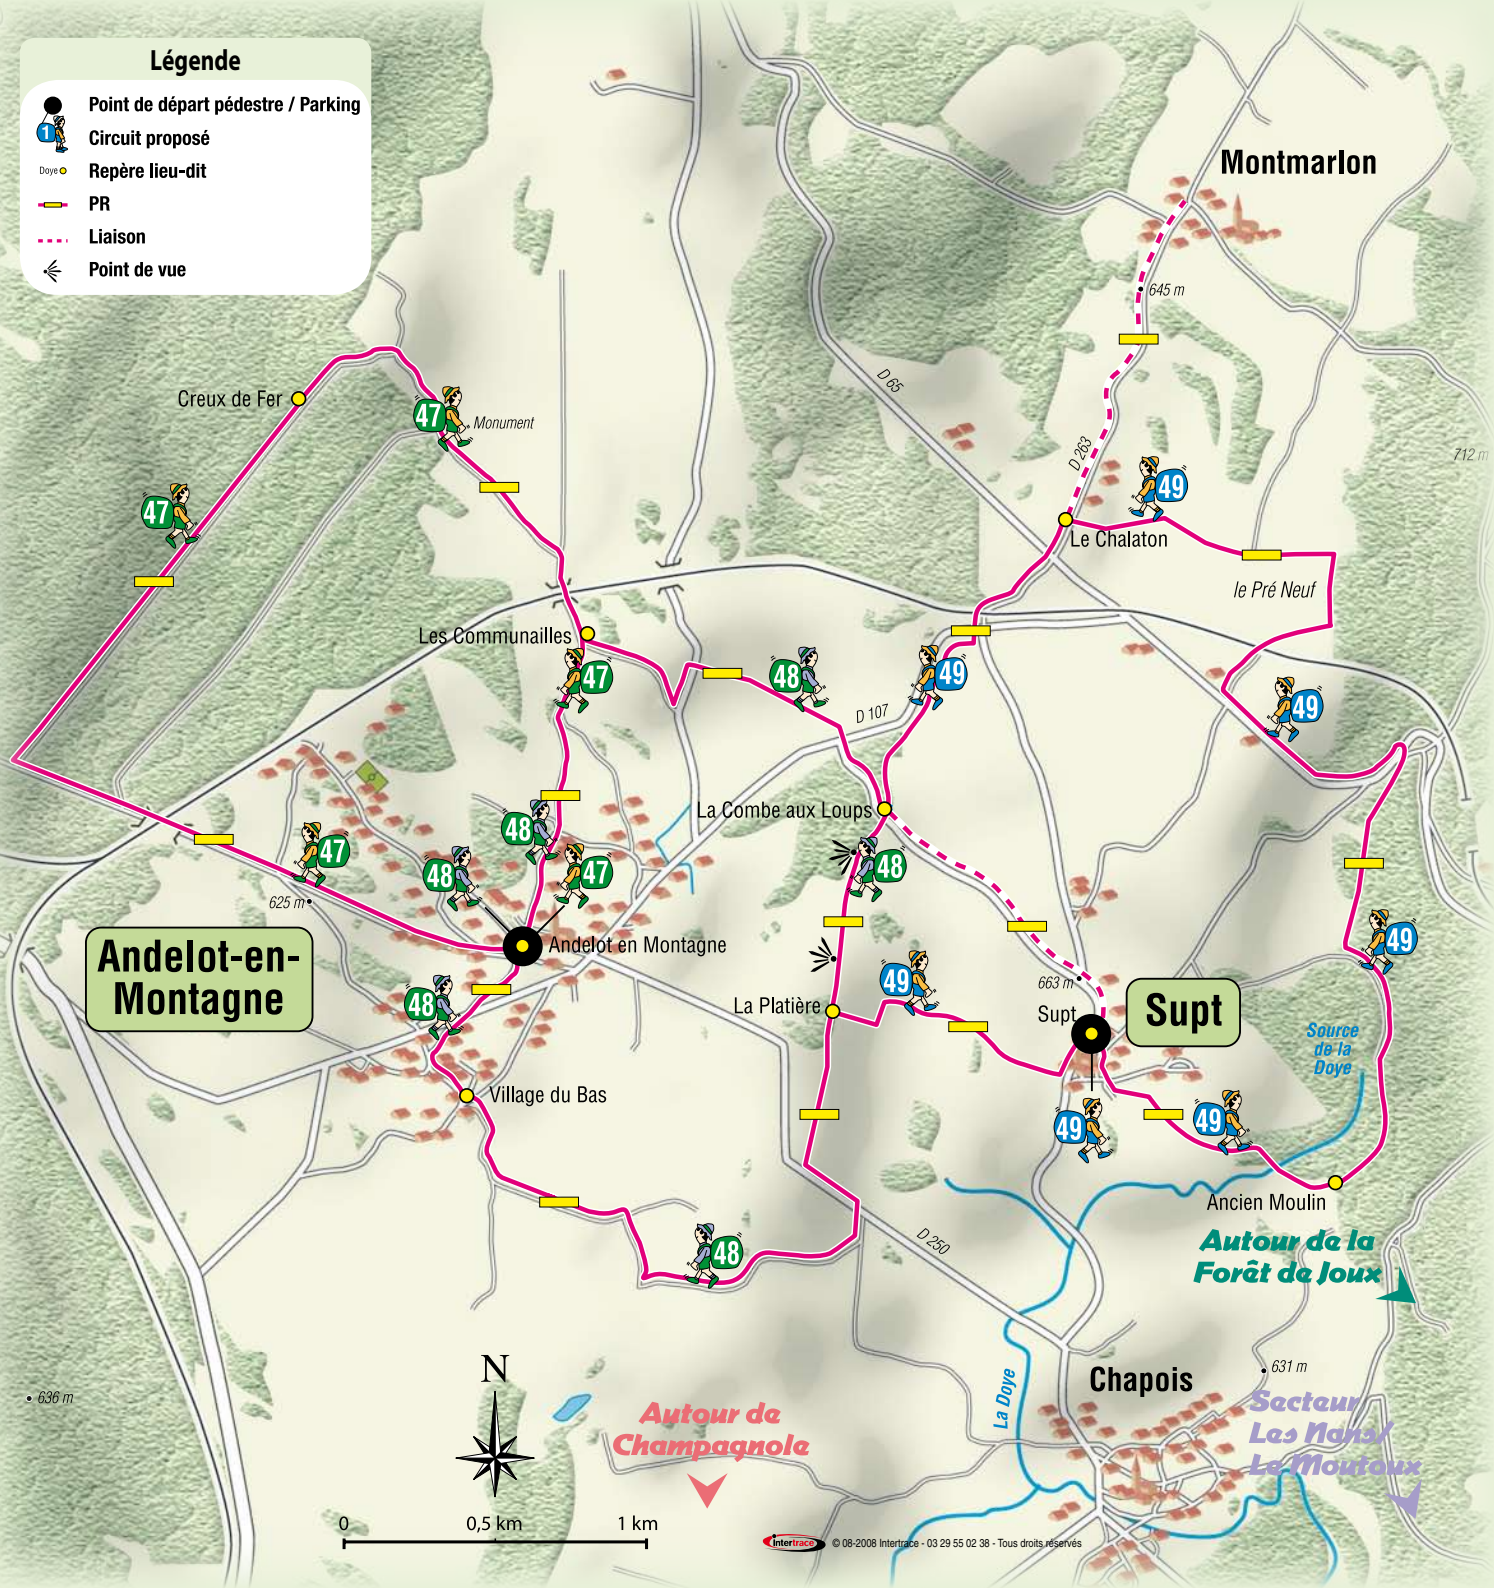 Légende
Point de départ pédestre / Parking
1
Circuit proposé
Doye
Repère lieu-dit
PR
Liaison
Point de vue
Montmarlon
645 m
D 65
Creux de Fer
47
Monument
D 263
712 m
49
47
Le Chalaton
le Pré Neuf
Les Communailles
47
48
49
49
D 107
La Combe aux Loups
48
47
48
48
47
625 m
49
Andelot-en-
Montagne
Andelot en Montagne
49
663 m
48
La Platière
Supt
Supt
Source
de la
Doye
Village du Bas
49
49
Ancien Moulin
48
D 250
Autour de la
Forêt de Joux
N
La Doye
Chapois
631 m
636 m
Autour de
Champagnole
Secteur
Les Nans/
Le Moutoux
0
0,5 km
1 km
intertrace
© 08-2008 Intertrace - 03 29 55 02 38 - Tous droits réservés